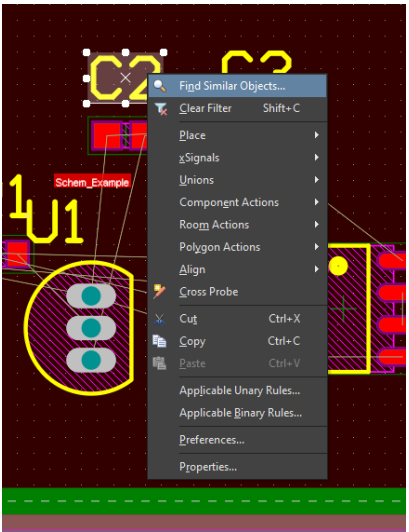 C2
Find Similar Objects...
Clear Filter Shift+C
Place
xSignals
Schem_Example
Unions
1
U1
Component Actions
Room Actions
Polygon Actions
Align
Cross Probe
Cut Ctrl+X
Copy Ctrl+C
Paste Ctrl+V
Applicable Unary Rules...
Applicable Binary Rules...
Preferences...
Properties...